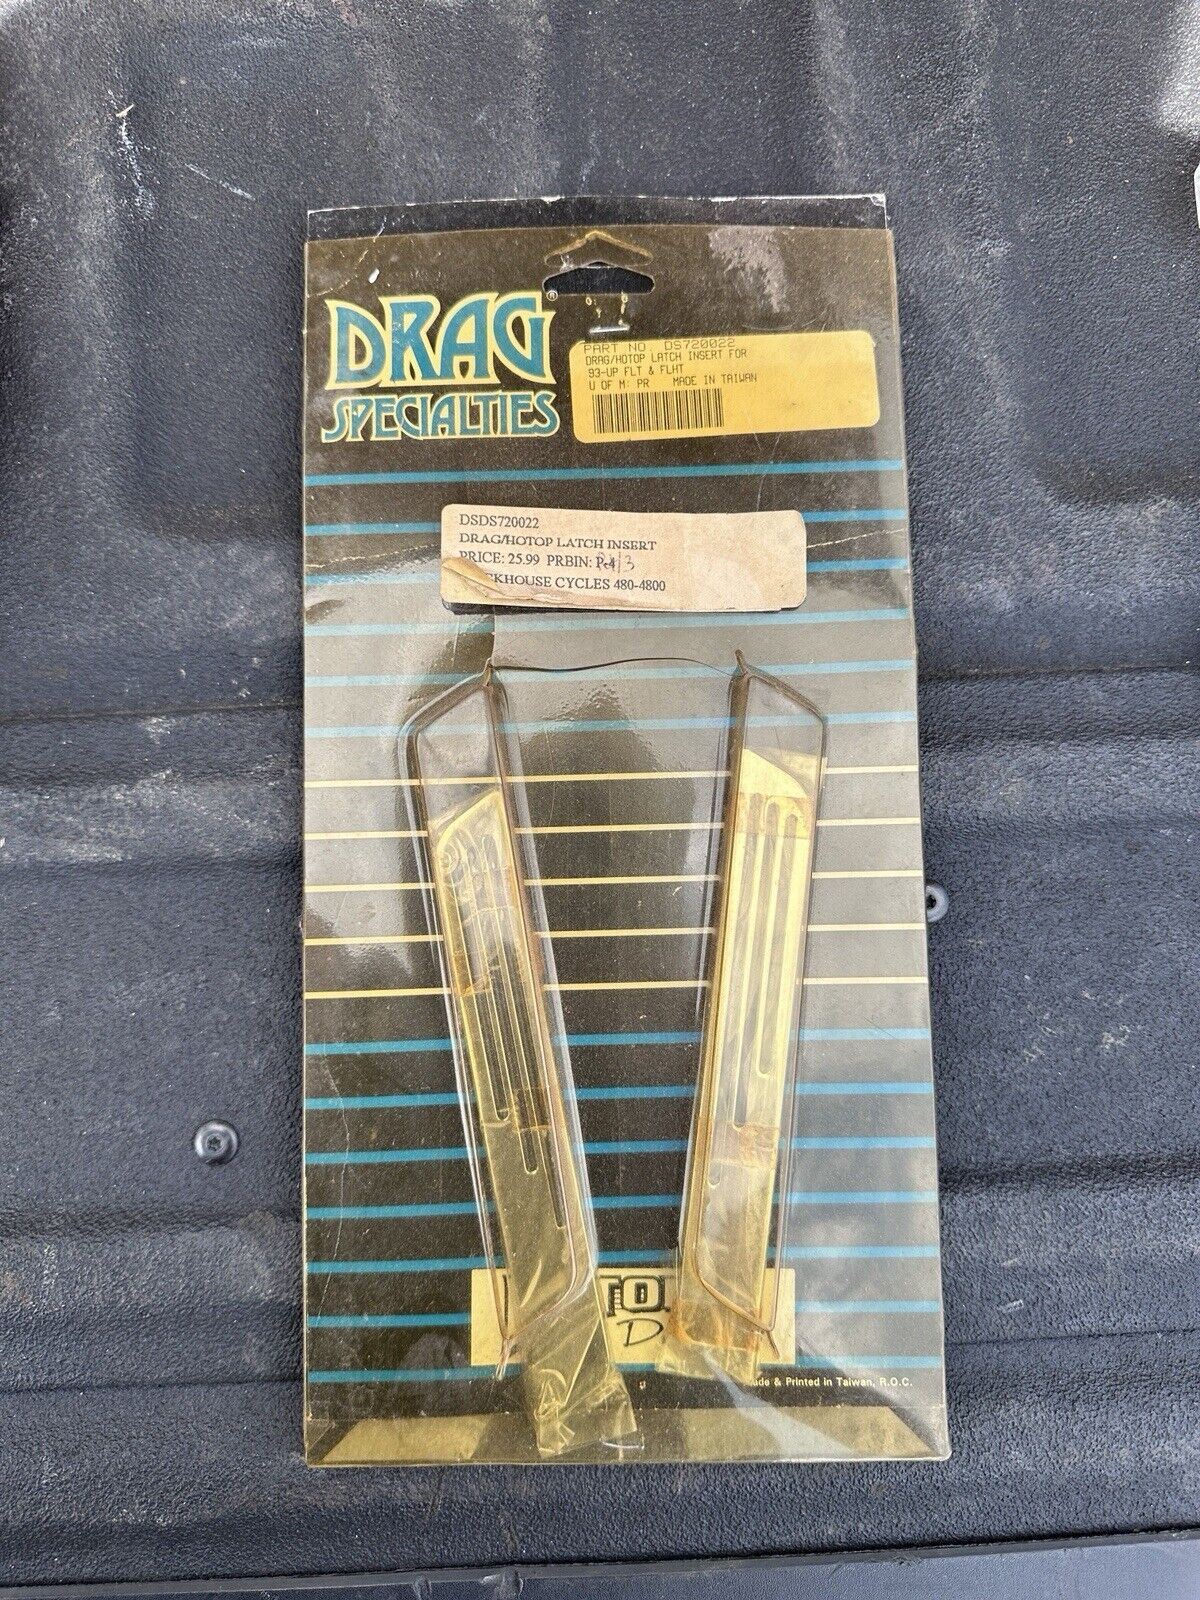 DRAG®
SPECIALTIES
PART NO. DS720022
DRAG/HOTOP LATCH INSERT FOR
93-UP FLT & FLHT
U OF M: PR MADE IN TAIWAN
DSDS720022
DRAG/HOTOP LATCH INSERT
PRICE: 25.99 PRBIN:
CYCLES 480-4800
& Printed in Taiwan, R.O.C.